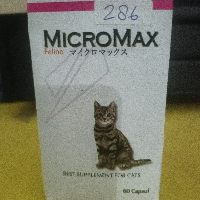 286
MICROMAX
Feline マイクロマックス
BEST SUPPLEMENT FOR CATS
60 Capsul